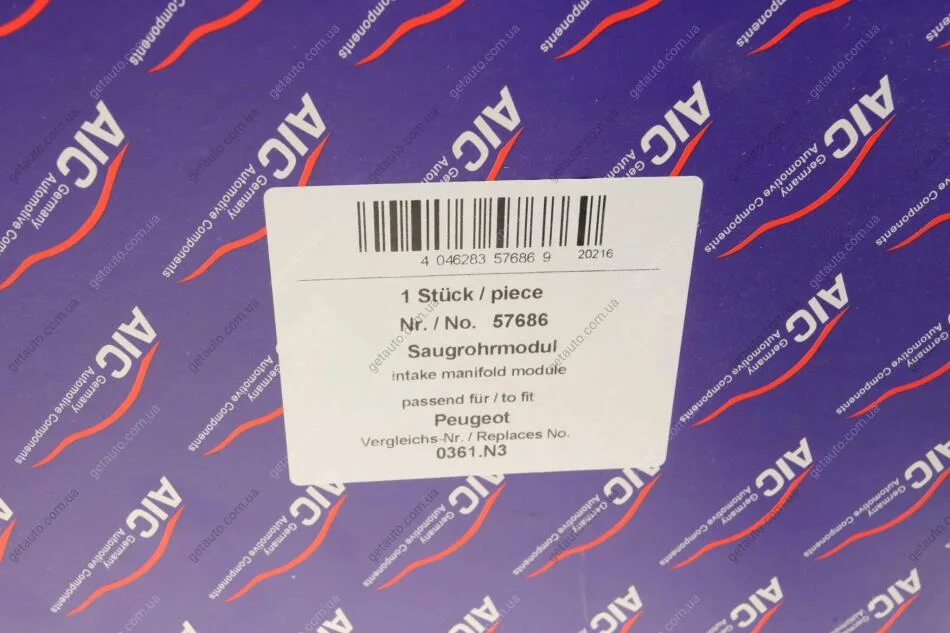 AIC Germany
Automotive Components
4 046283 57686 9 20216
1 Stück / piece
Nr. / No. 57686
Saugrohrmodul
intake manifold module
passend für / to fit
Peugeot
Vergleichs-Nr. / Replaces No.
0361.N3
getauto.com.ua